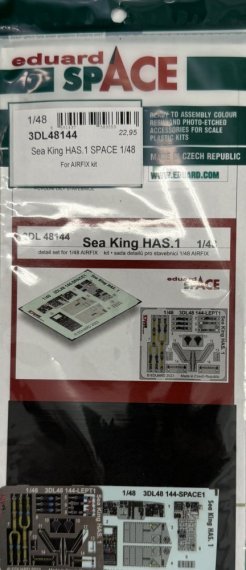 eduard
SPACE
1/48
3DL48144
22,95
Sea King HAS.1 SPACE 1/48
For AIRFIX kit
READY TO ASSEMBLY COLOUR
RESIN AND PHOTO-ETCHED
ACCESSORIES FOR SCALE
PLASTIC KITS
MADE IN CZECH REPUBLIC
WWW.EDUARD.COM
3DL 48144
Sea King HAS.1
1/48
detail set for 1/48 AIRFIX kit • sada detailů pro stavebnici 1/48 AIRFIX
eduard
SPACE
1/48 3DL48 144-LEPT1
1/48 3DL48 144-LEPT1
1/48 3DL48 144-SPACE1
Sea King HAS. 1